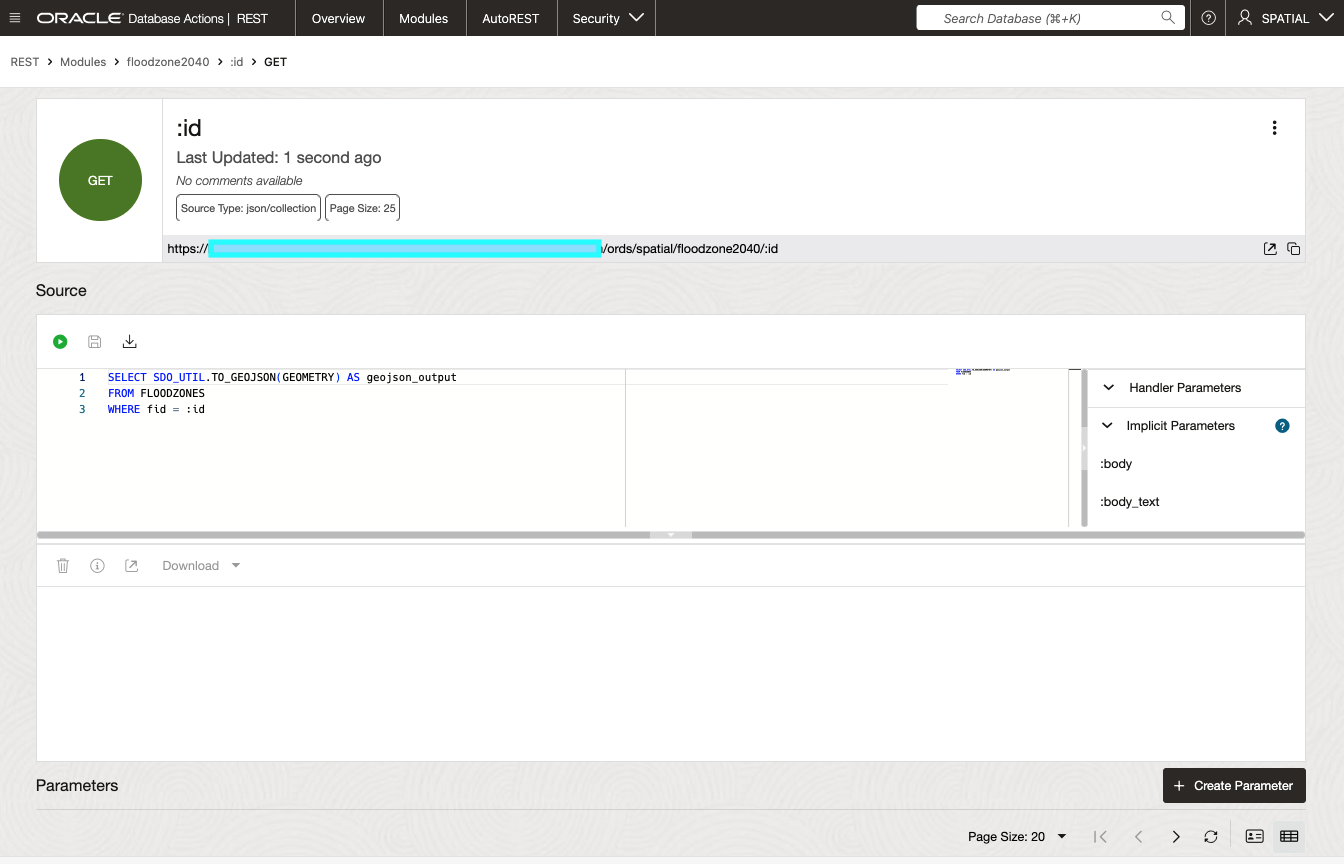 ORACLE Database Actions | REST Overview Modules AutoREST Security Search Database (⌘+K) SPATIAL
REST > Modules > floodzone2040 > :id > GET
GET
:id
Last Updated: 1 second ago
No comments available
Source Type: json/collection Page Size: 25
https:// /ords/spatial/floodzone2040/:id
Source
1 SELECT SDO_UTIL.TO_GEOJSON(GEOMETRY) AS geojson_output
2 FROM FLOODZONES
3 WHERE fid = :id
Handler Parameters
Implicit Parameters ?
:body
:body_text
Download
Parameters
+ Create Parameter
Page Size: 20